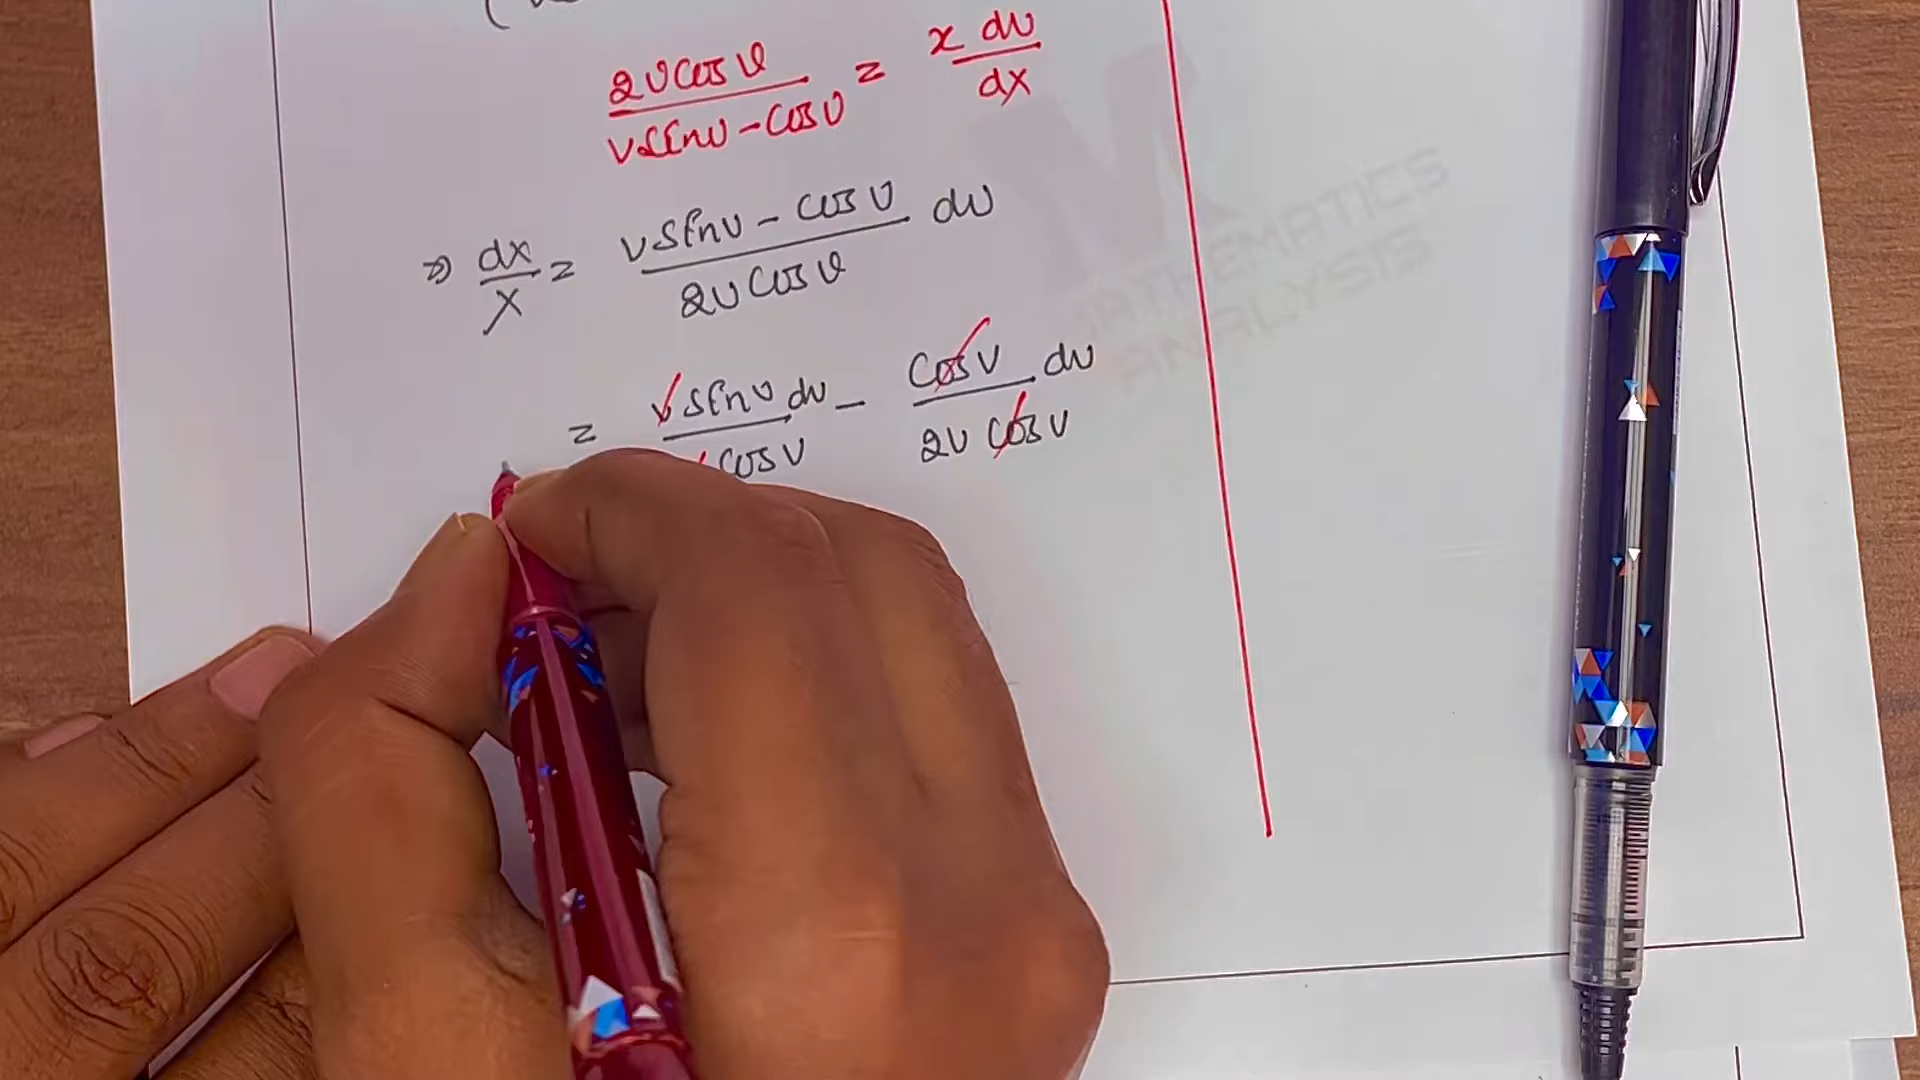 2v cos v / v sin v - cos v = x dv / dx
⇒ dx / x = v sin v - cos v / 2v cos v dv
= v sin v dv / cos v - cos v / 2v cos v dv
MATHEMATICS
ANALYSIS